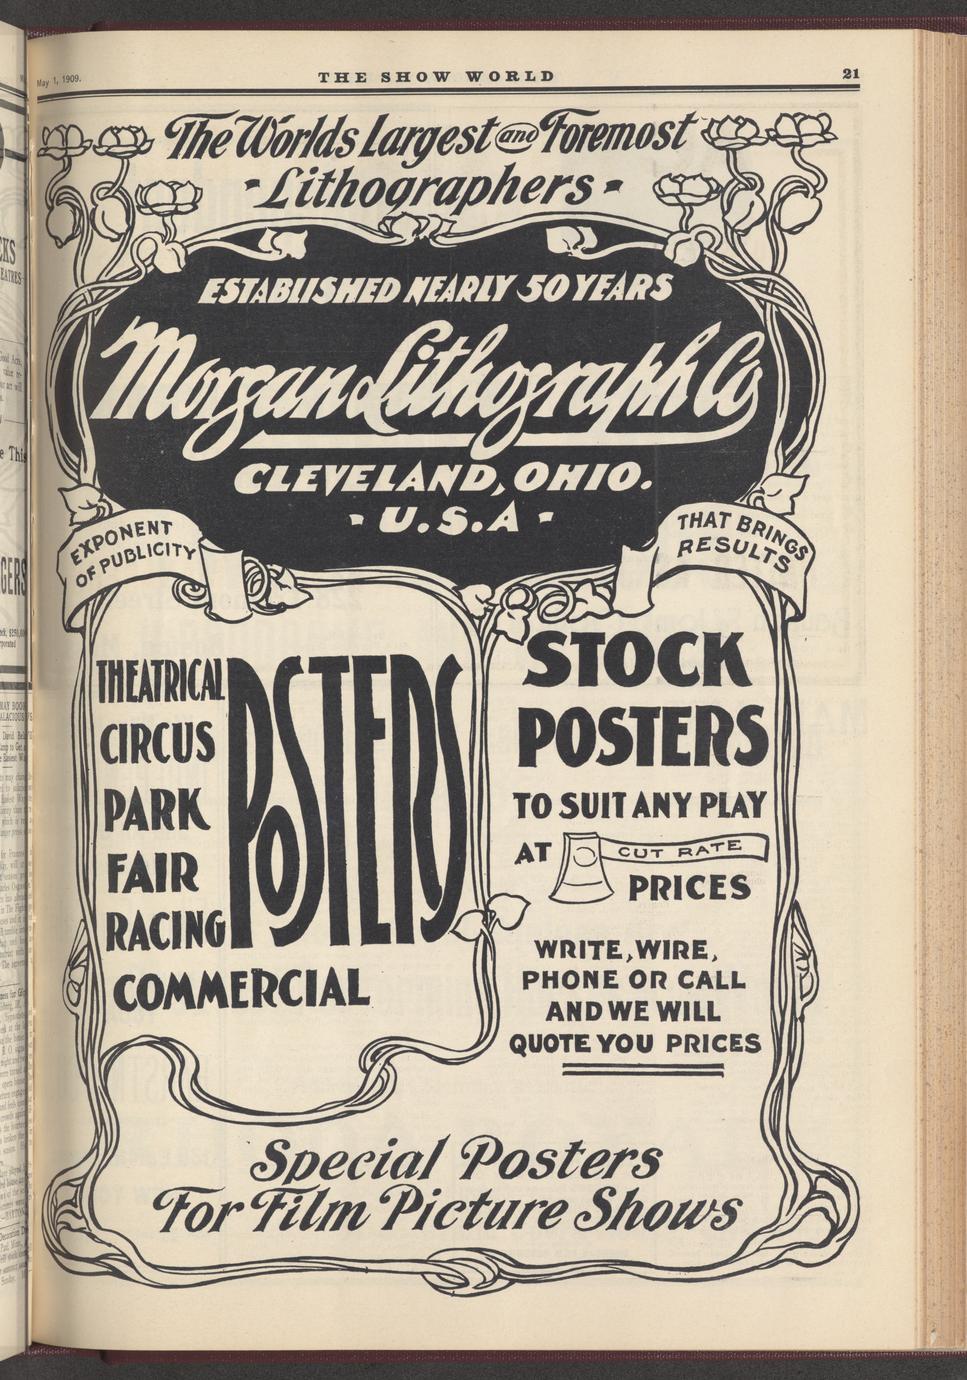 May 1, 1909.
THE SHOW WORLD
21
The Worlds Largest and Foremost
- Lithographers -
ESTABLISHED NEARLY 50 YEARS
Morgan Lithograph Co
CLEVELAND, OHIO.
- U.S.A -
EXPONENT
OF PUBLICITY
THAT BRINGS
RESULTS
THEATRICAL
CIRCUS
PARK
FAIR
RACING
COMMERCIAL
POSTERS
STOCK
POSTERS
TO SUIT ANY PLAY
AT CUT RATE
PRICES
WRITE, WIRE,
PHONE OR CALL
AND WE WILL
QUOTE YOU PRICES
Special Posters
For Film Picture Shows